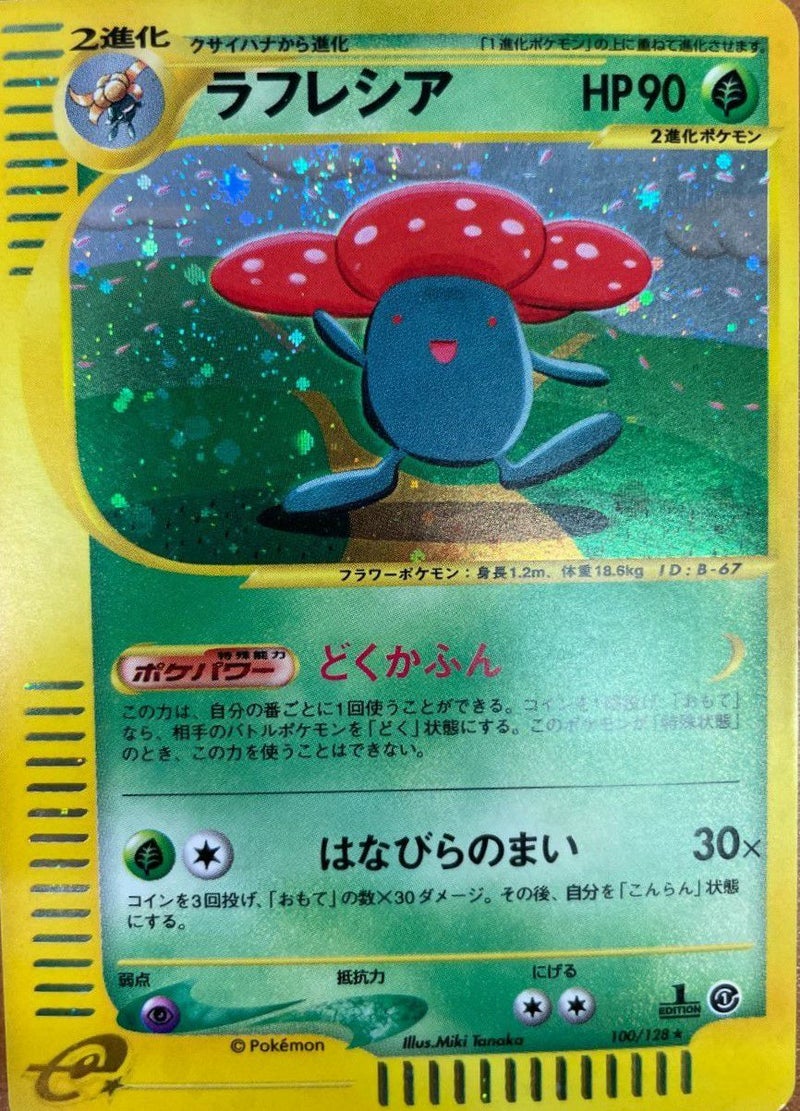 2進化
クサイハナから進化
「1進化ポケモン」の上に重ねて進化させます。
ラフレシア
HP90
2進化ポケモン
フラワーポケモン：身長1.2m、体重18.6kg ID:B-67
特殊能力
ポケパワー
どくかふん
この力は、自分の番ごとに1回使うことができる。コインを1回投げ、「おもて」
なら、相手のバトルポケモンを「どく」状態にする。このポケモンが「特殊状態」
のとき、この力を使うことはできない。
はなびらのまい
30×
コインを3回投げ、「おもて」の数×30ダメージ。その後、自分を「こんらん」状態
にする。
弱点
抵抗力
にげる
1
EDITION
1
©Pokémon
Illus.Miki Tanaka
100/128★
e